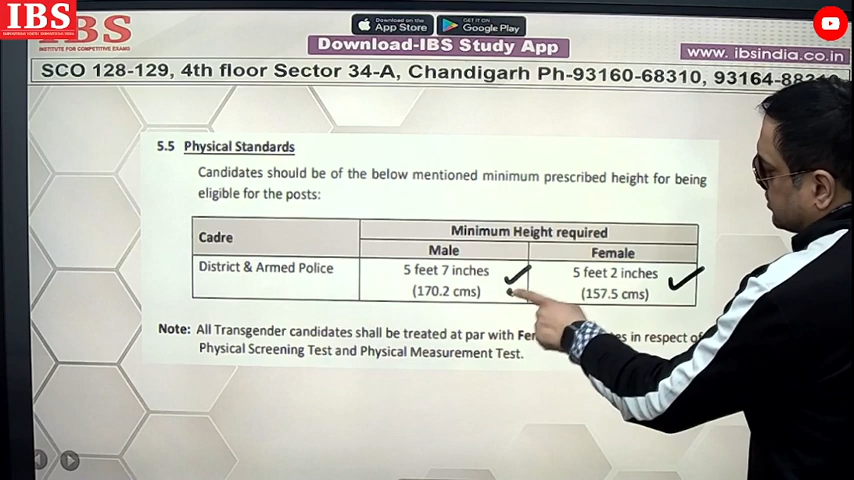 IBS
IBS
INSTITUTE FOR COMPETITIVE EXAMS
Download on the
App Store
GET IT ON
Google Play
Download-IBS Study App
www. ibsindia.co.in
SCO 128-129, 4th floor Sector 34-A, Chandigarh Ph-93160-68310, 93164-88
5.5 Physical Standards
Candidates should be of the below mentioned minimum prescribed height for being
eligible for the posts:
Cadre
Minimum Height required
Male
Female
District & Armed Police
5 feet 7 inches
(170.2 cms)
5 feet 2 inches
(157.5 cms)
Note: All Transgender candidates shall be treated at par with in respect of
Physical Screening Test and Physical Measurement Test.